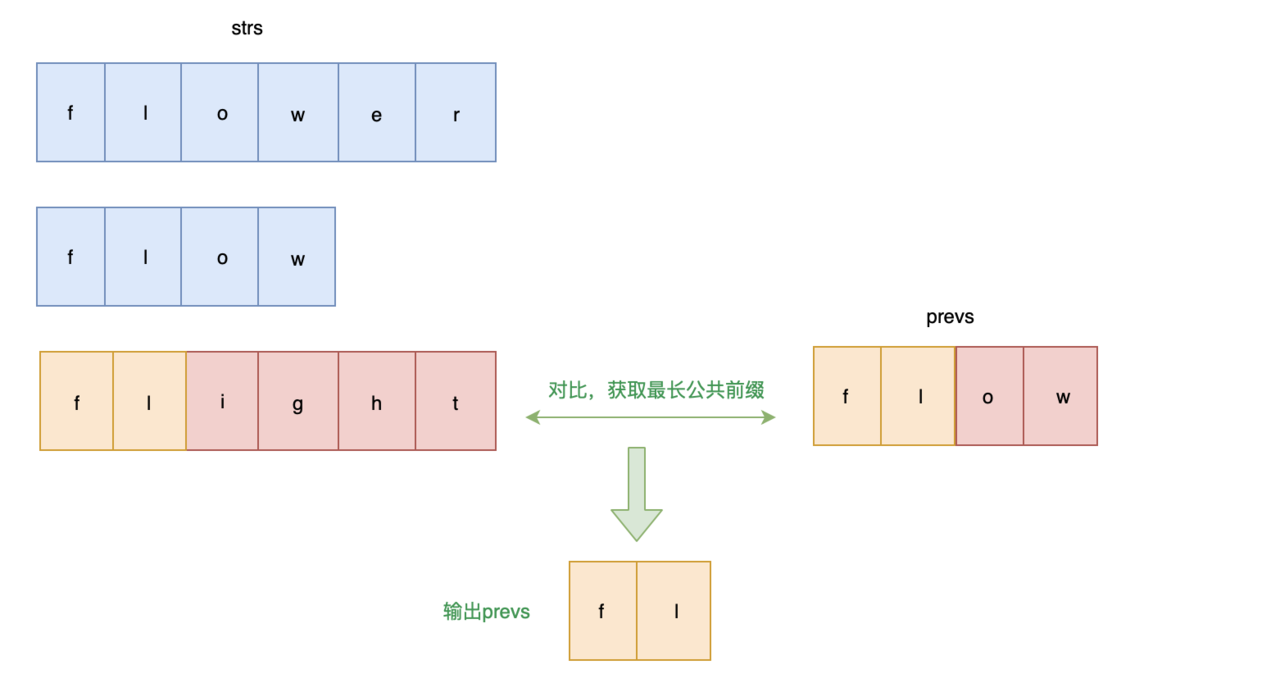 strs
f l o w e r
f l o w
prevs
f l i g h t
对比，获取最长公共前缀
f l o w
输出prevs
f l